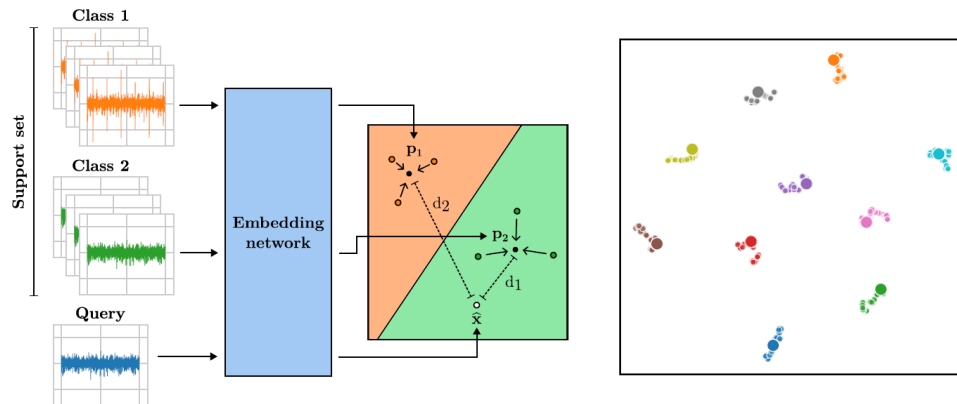 Class 1
Support set
Class 2
Query
Embedding
network
p1
d2
p2
d1
x̂